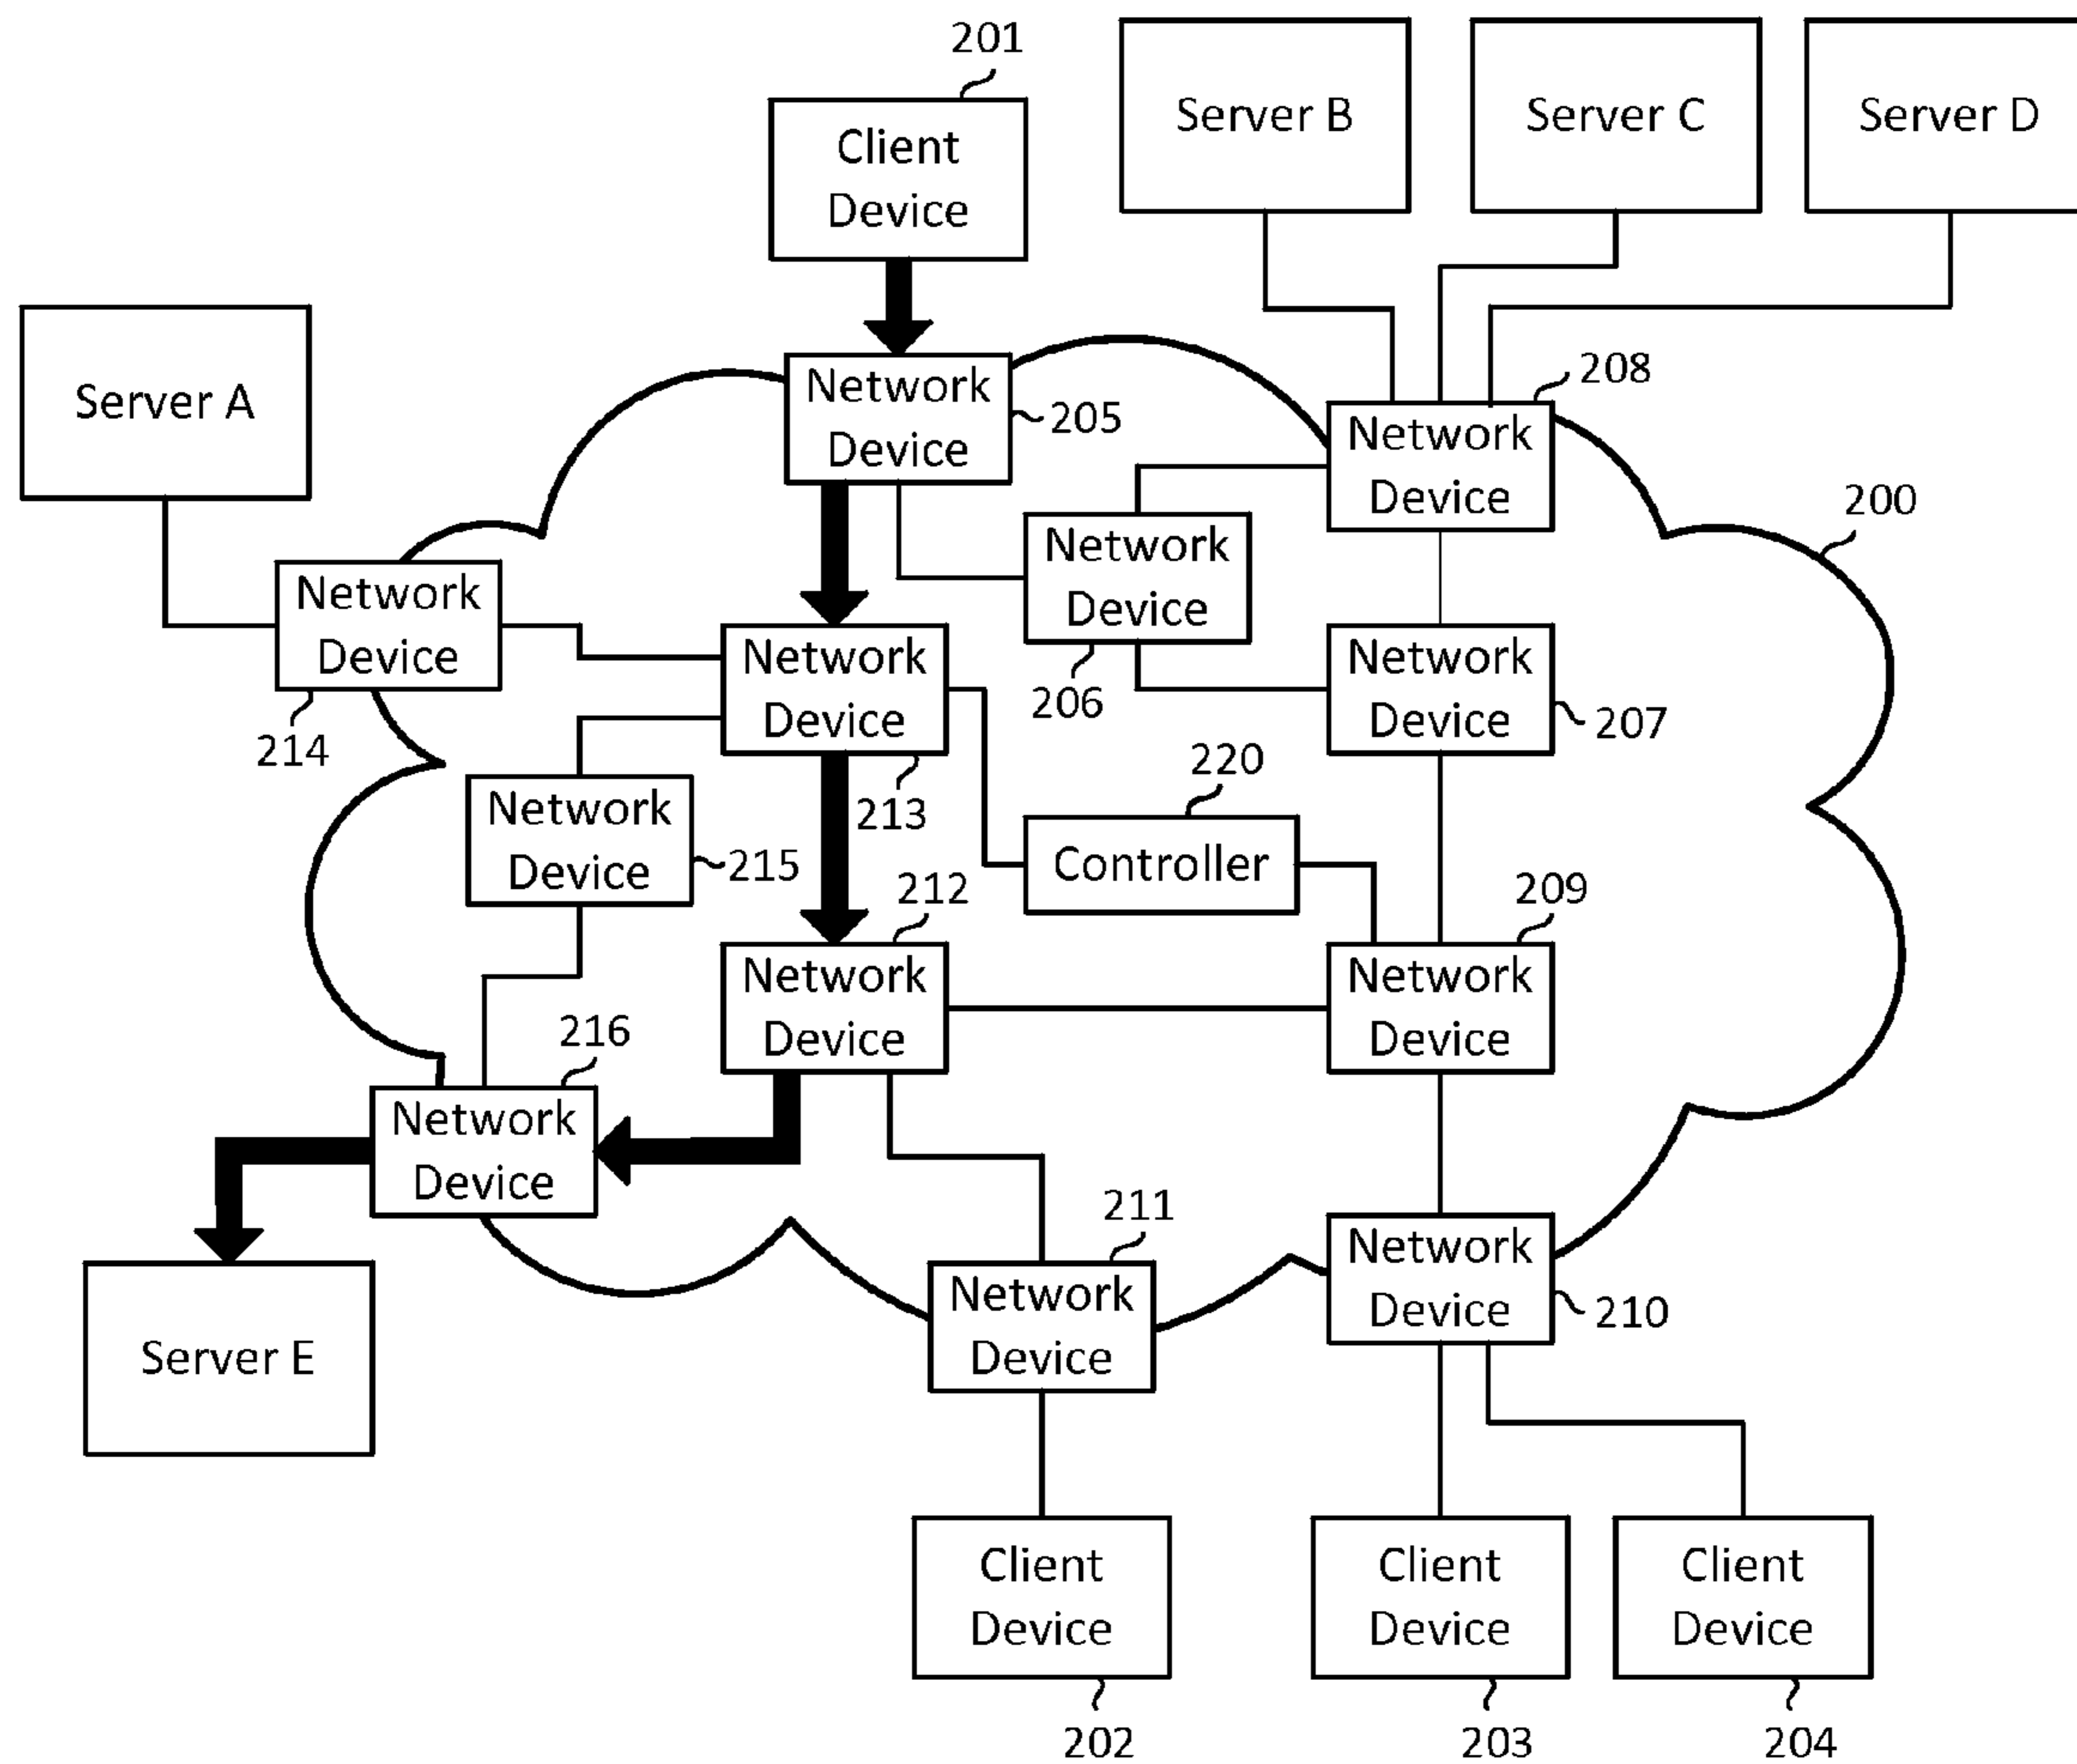 201
Client
Device
Server B
Server C
Server D
Server A
Network
Device
205
208
Network
Device
200
Network
Device
206
Network
Device
214
Network
Device
213
Network
Device
207
220
Controller
Network
Device
215
212
Network
Device
209
Network
Device
216
Network
Device
Server E
211
Network
Device
Network
Device
210
Client
Device
202
Client
Device
203
Client
Device
204